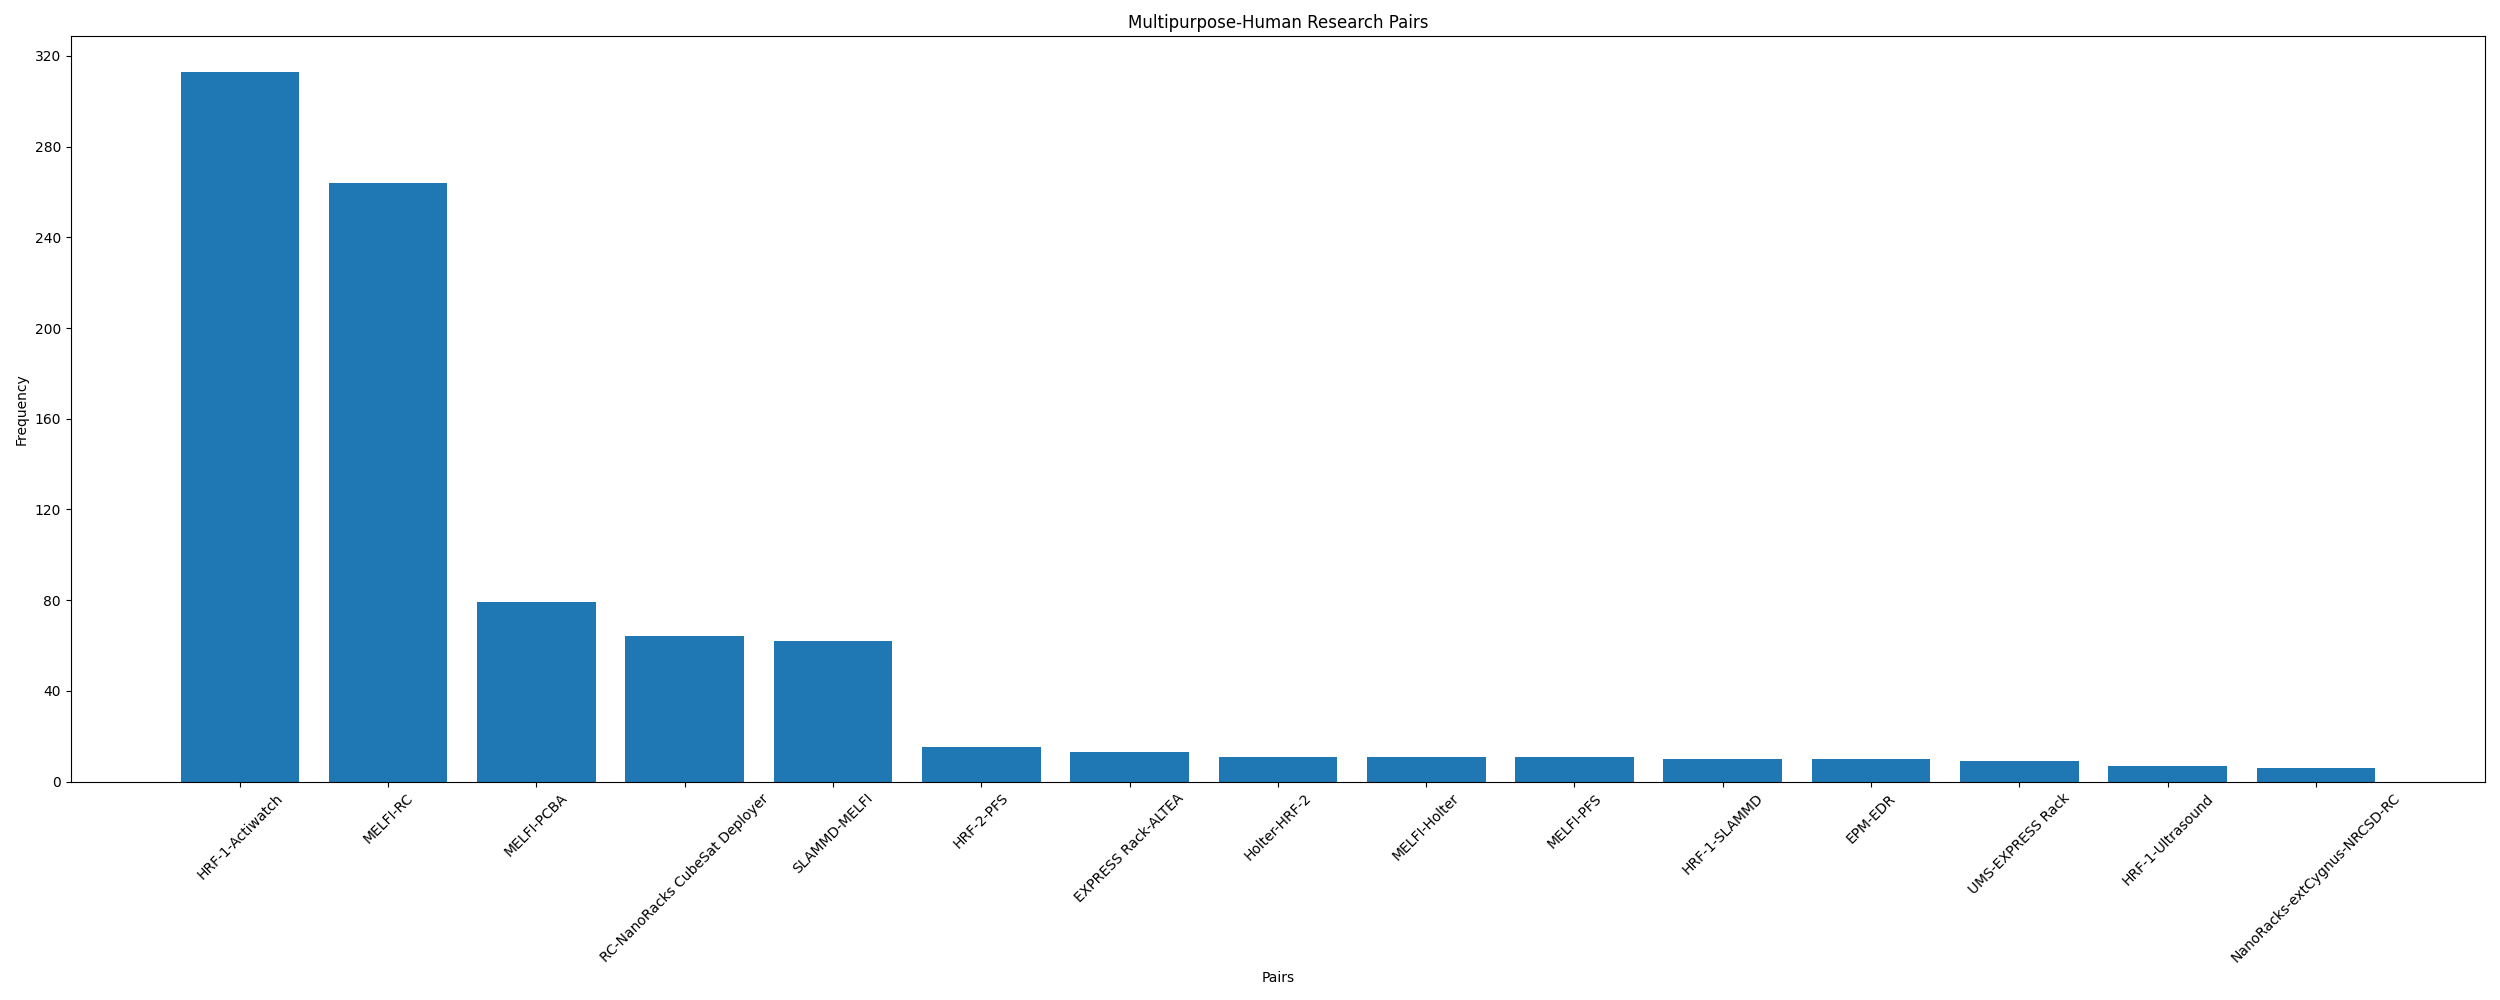 Multipurpose-Human Research Pairs
Frequency
320
280
240
200
160
120
80
40
0
HRF-1-Actiwatch
MELFI-RC
MELFI-PCBA
RC-NanoRacks CubeSat Deployer
SLAMMD-MELFI
HRF-2-PFS
EXPRESS Rack-ALTEA
Holter-HRF-2
MELFI-Holter
MELFI-PFS
HRF-1-SLAMMD
EPM-EDR
UMS-EXPRESS Rack
HRF-1-Ultrasound
NanoRacks-extCygnus-NRCSD-RC
Pairs